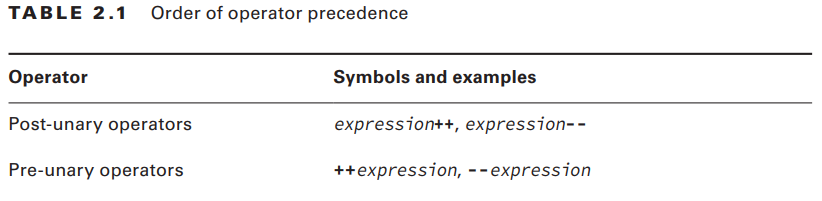 TABLE 2.1 Order of operator precedence
Operator Symbols and examples
Post-unary operators expression++, expression--
Pre-unary operators ++expression, --expression